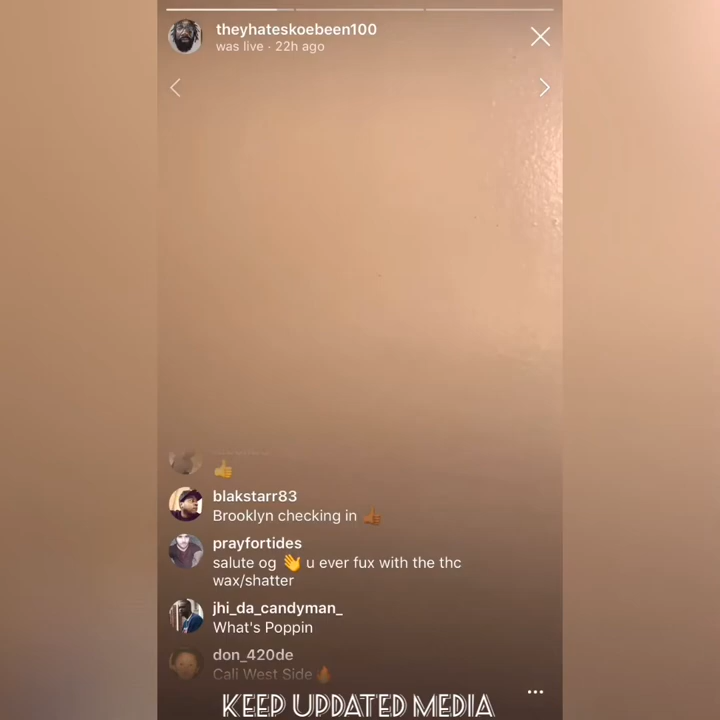 theyhateskoebeen100
was live · 22h ago
👍
blakstarr83
Brooklyn checking in 👍🏾
prayfortides
salute og 👋 u ever fux with the thc
wax/shatter
jhi_da_candyman_
What's Poppin
don_420de
Cali West Side 🔥
KEEP UPDATED MEDIA